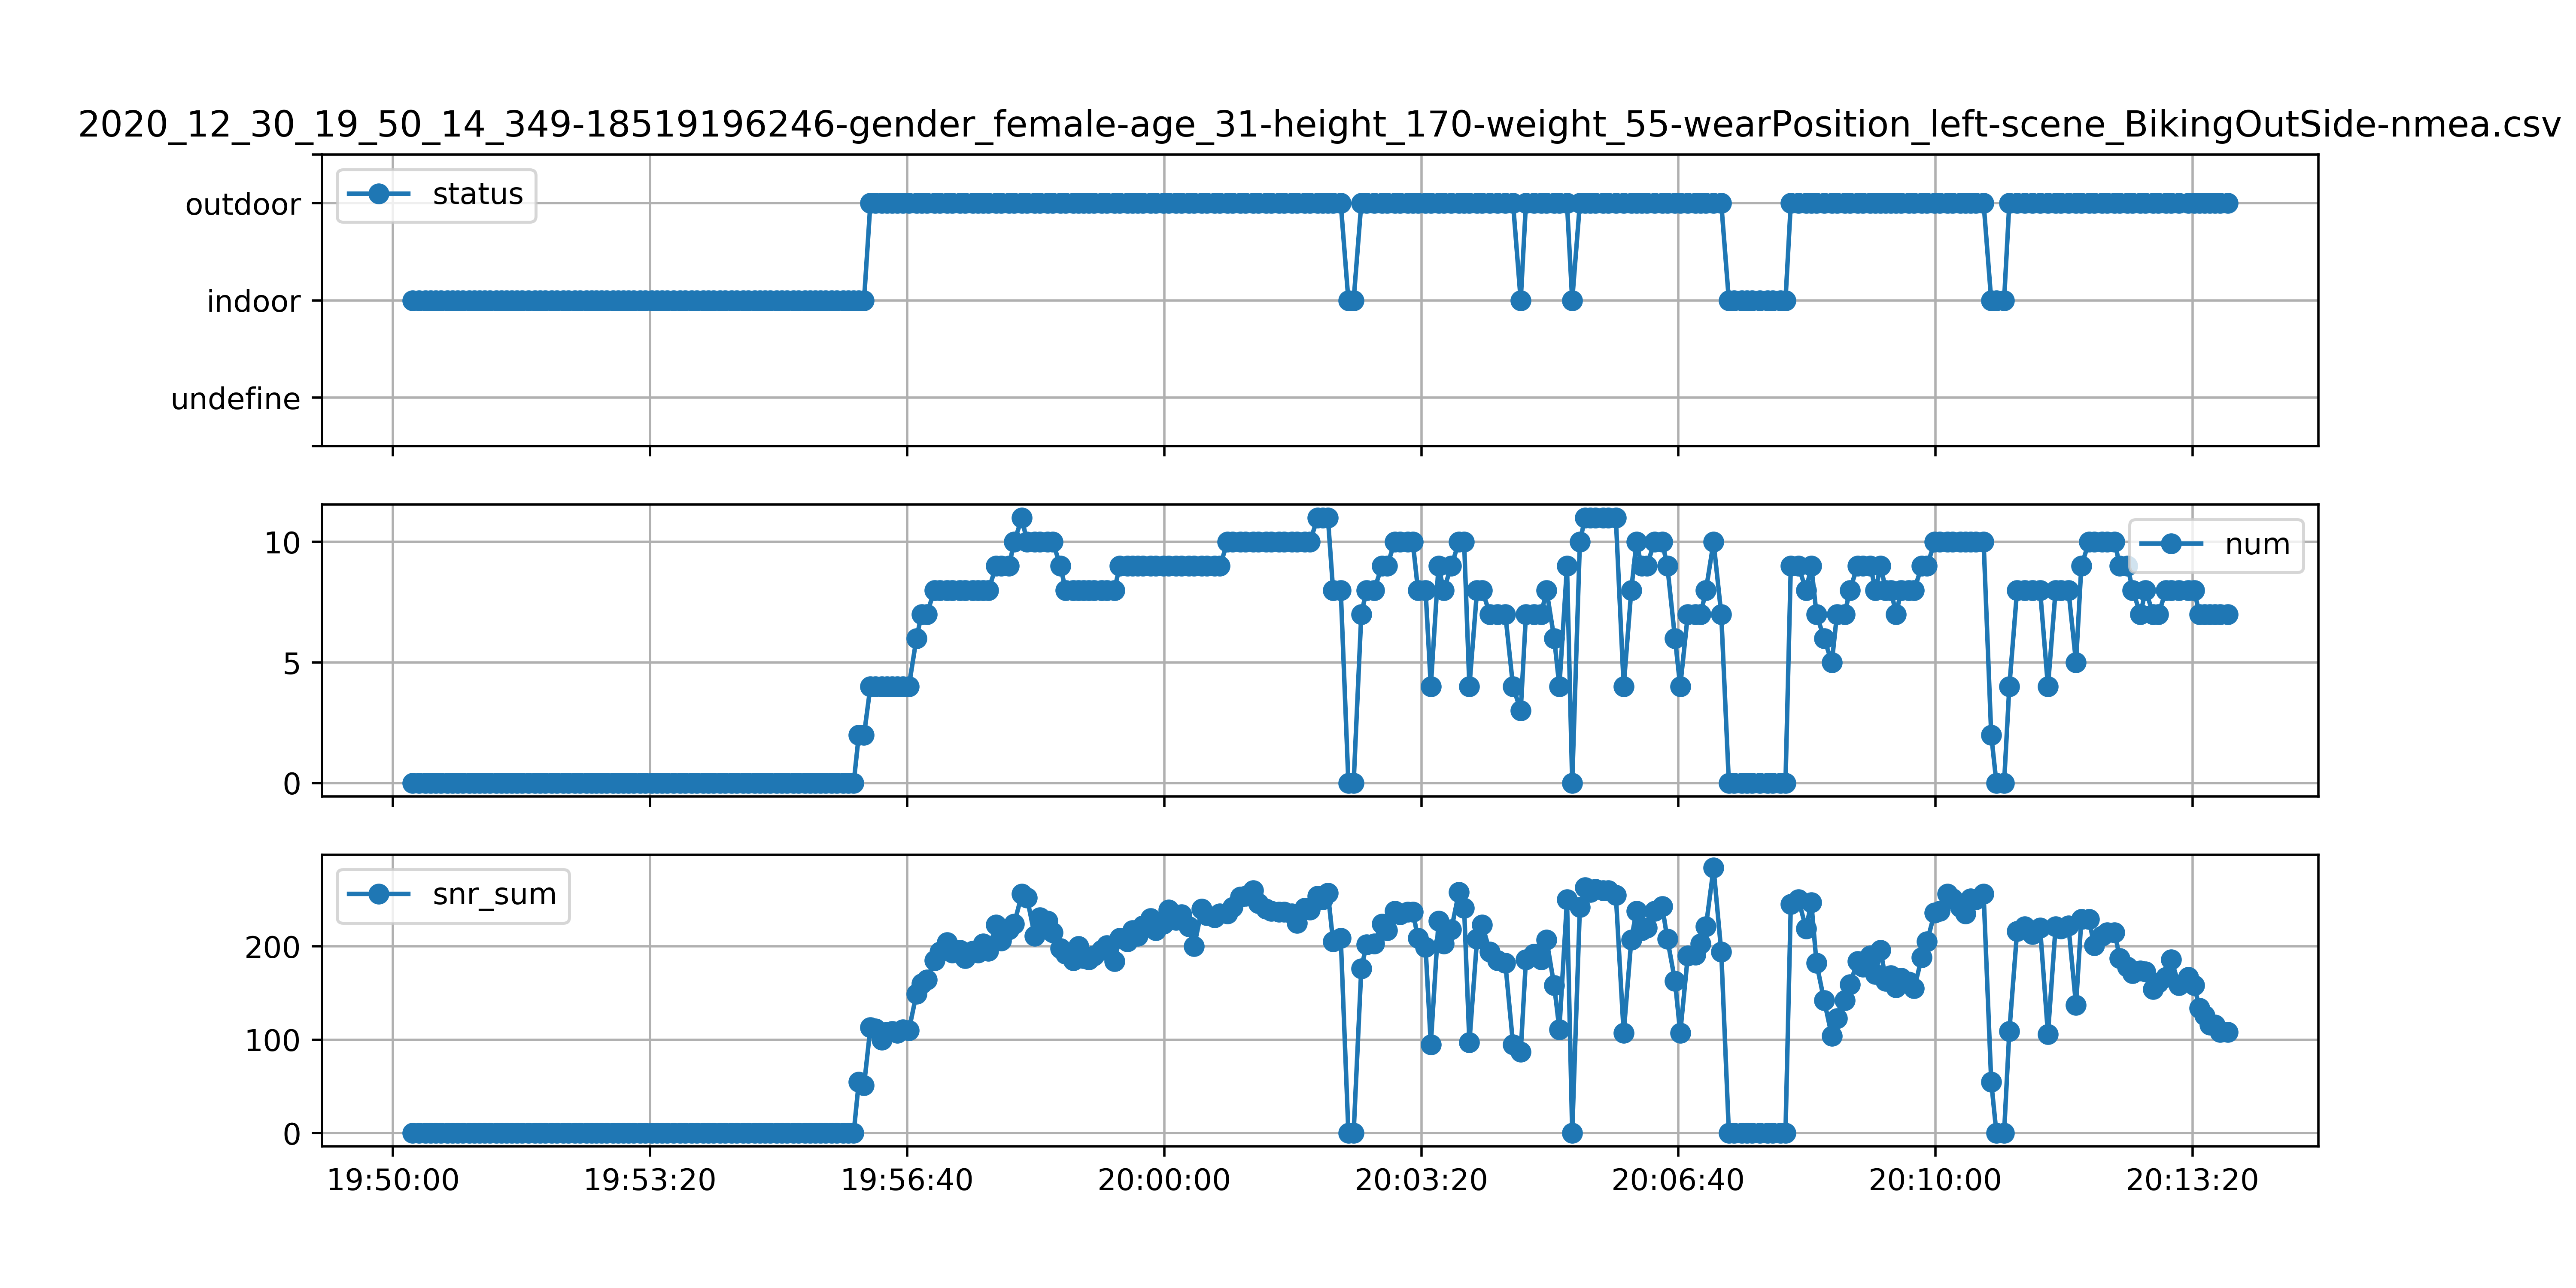 2020_12_30_19_50_14_349-18519196246-gender_female-age_31-height_170-weight_55-wearPosition_left-scene_BikingOutSide-nmea.csv
status
outdoor
indoor
undefine
num
10
5
0
snr_sum
200
100
0
19:50:00 19:53:20 19:56:40 20:00:00 20:03:20 20:06:40 20:10:00 20:13:20